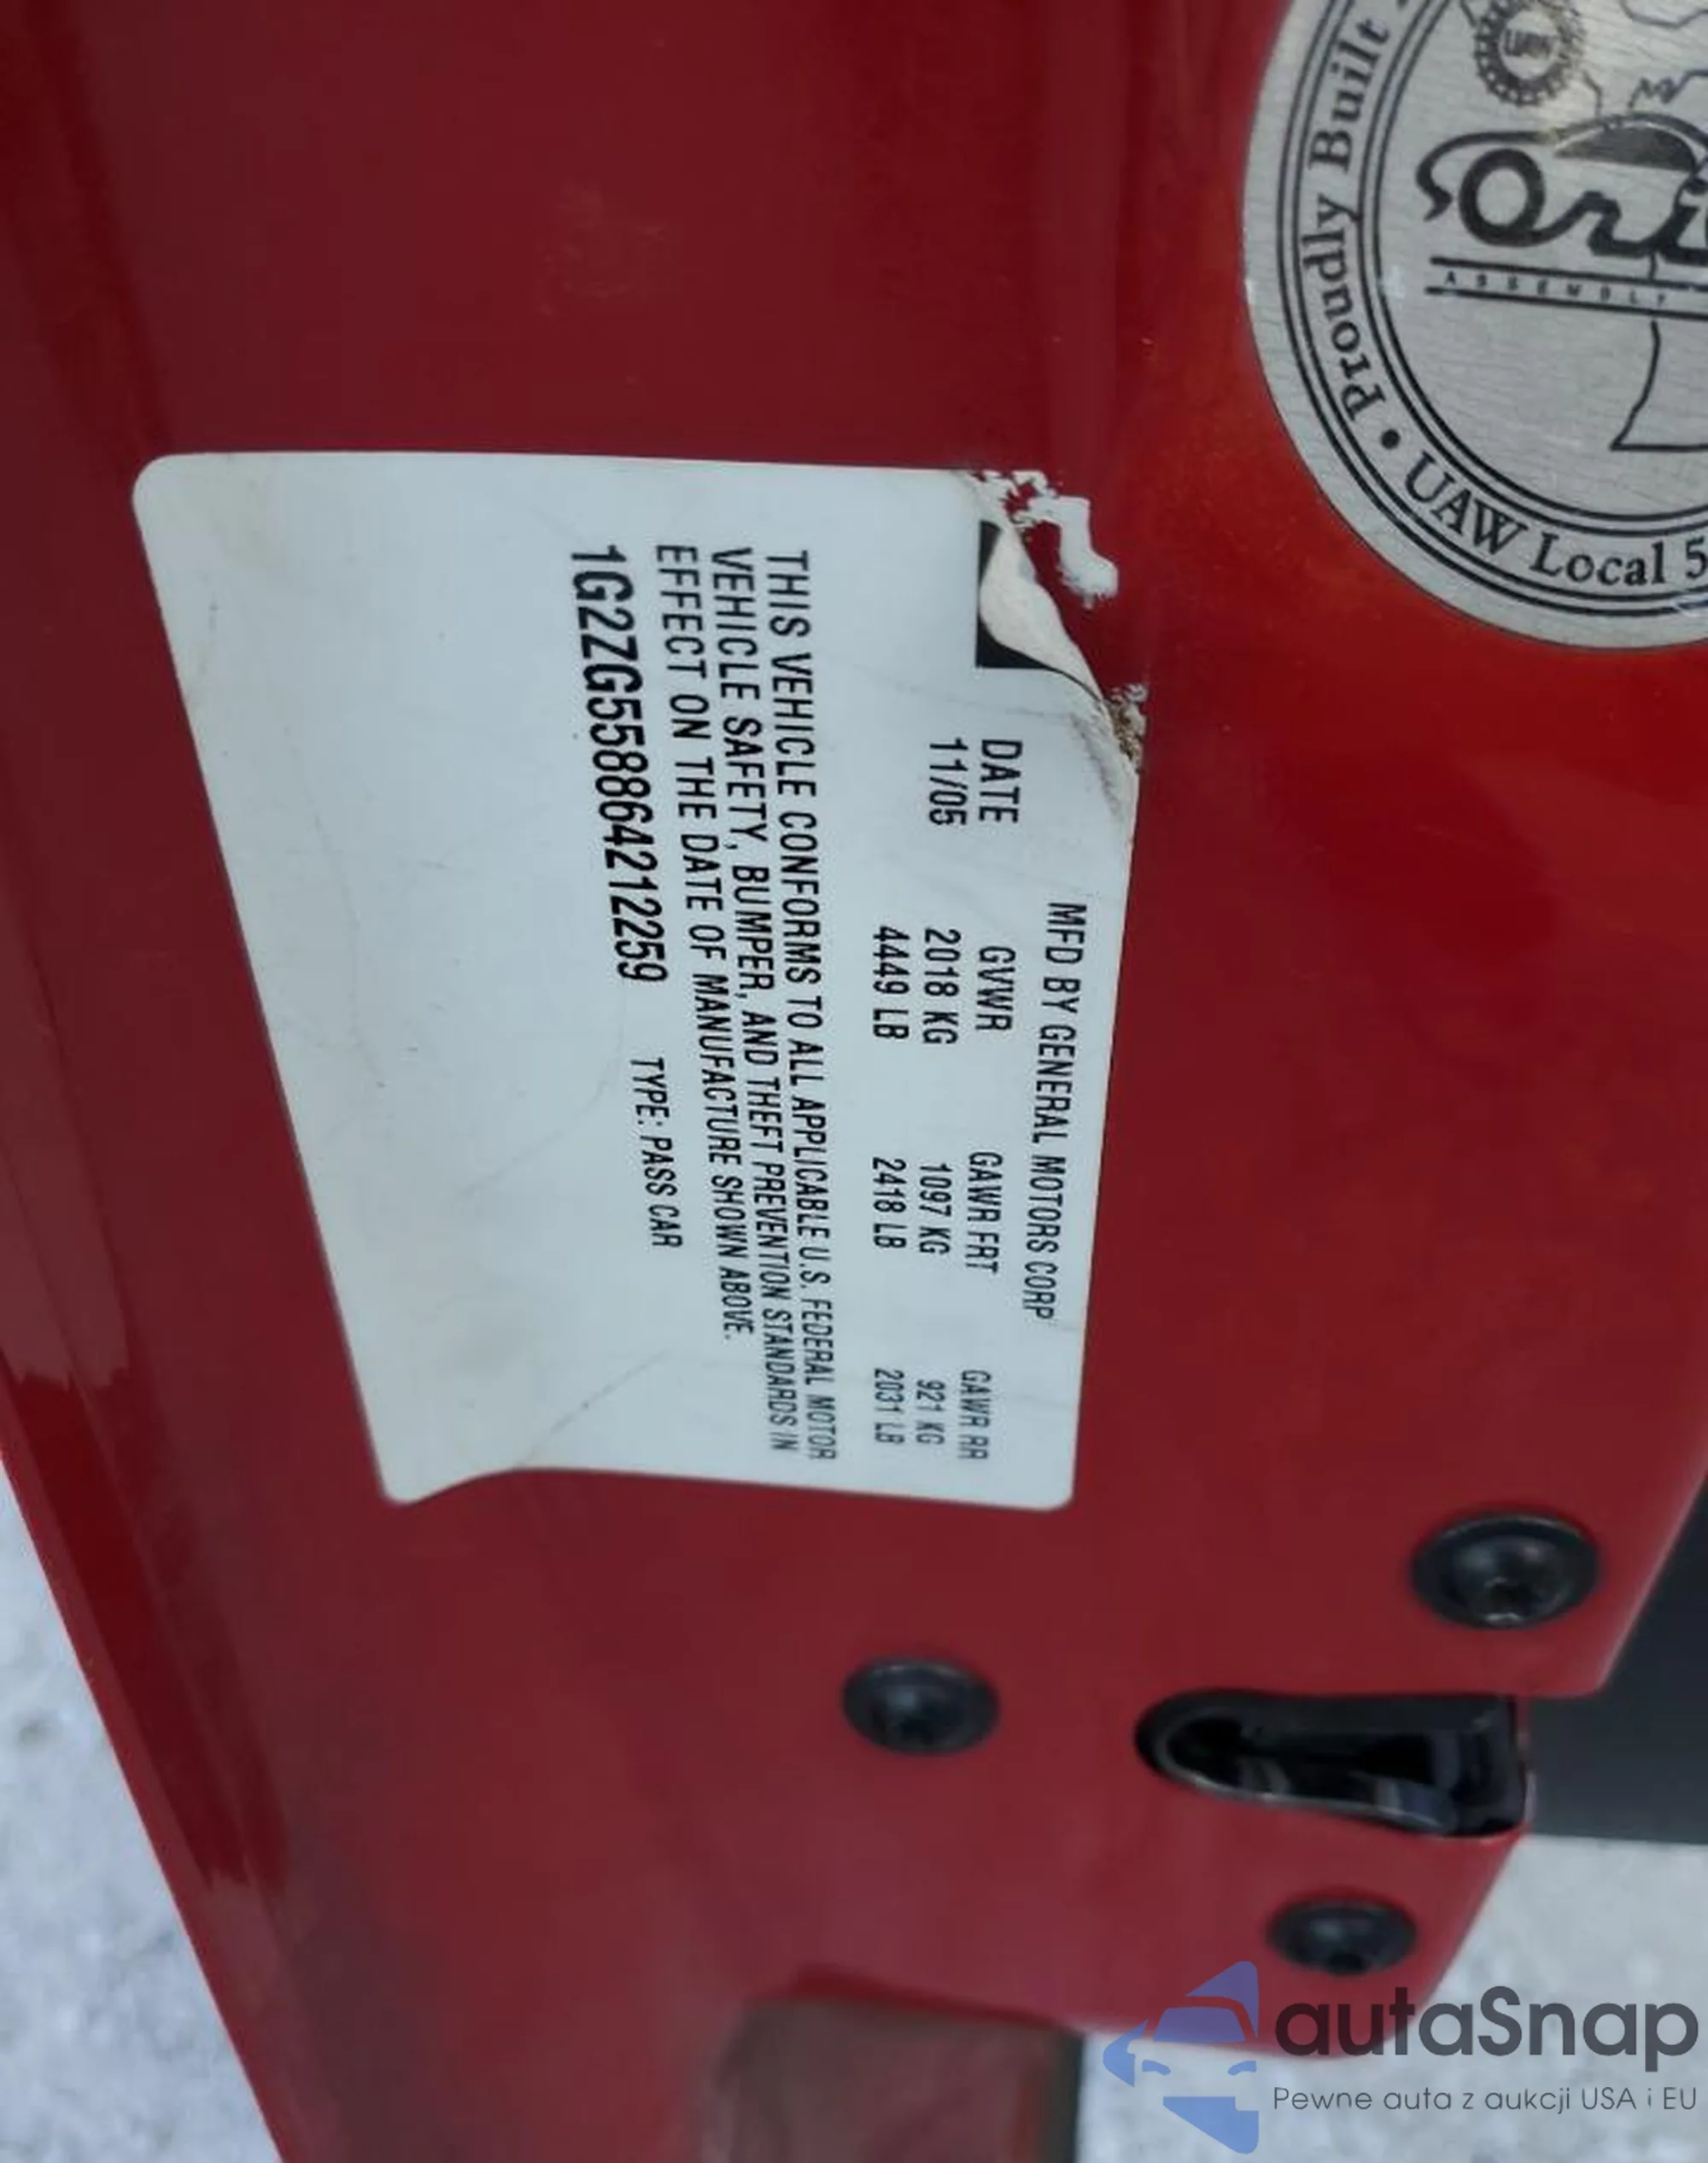 MFD BY GENERAL MOTORS CORP
DATE GVWR GAWR FRT GAWR RR
11/05 2018 KG 1097 KG 921 KG
4449 LB 2418 LB 2031 LB
THIS VEHICLE CONFORMS TO ALL APPLICABLE U.S. FEDERAL MOTOR
VEHICLE SAFETY, BUMPER, AND THEFT PREVENTION STANDARDS IN
EFFECT ON THE DATE OF MANUFACTURE SHOWN ABOVE.
1G2ZG558864212259 TYPE: PASS CAR
Proudly Built
UAW
ASSEMBLY
• UAW Local 5
autaSnap
Pewne auta z aukcji USA i EU